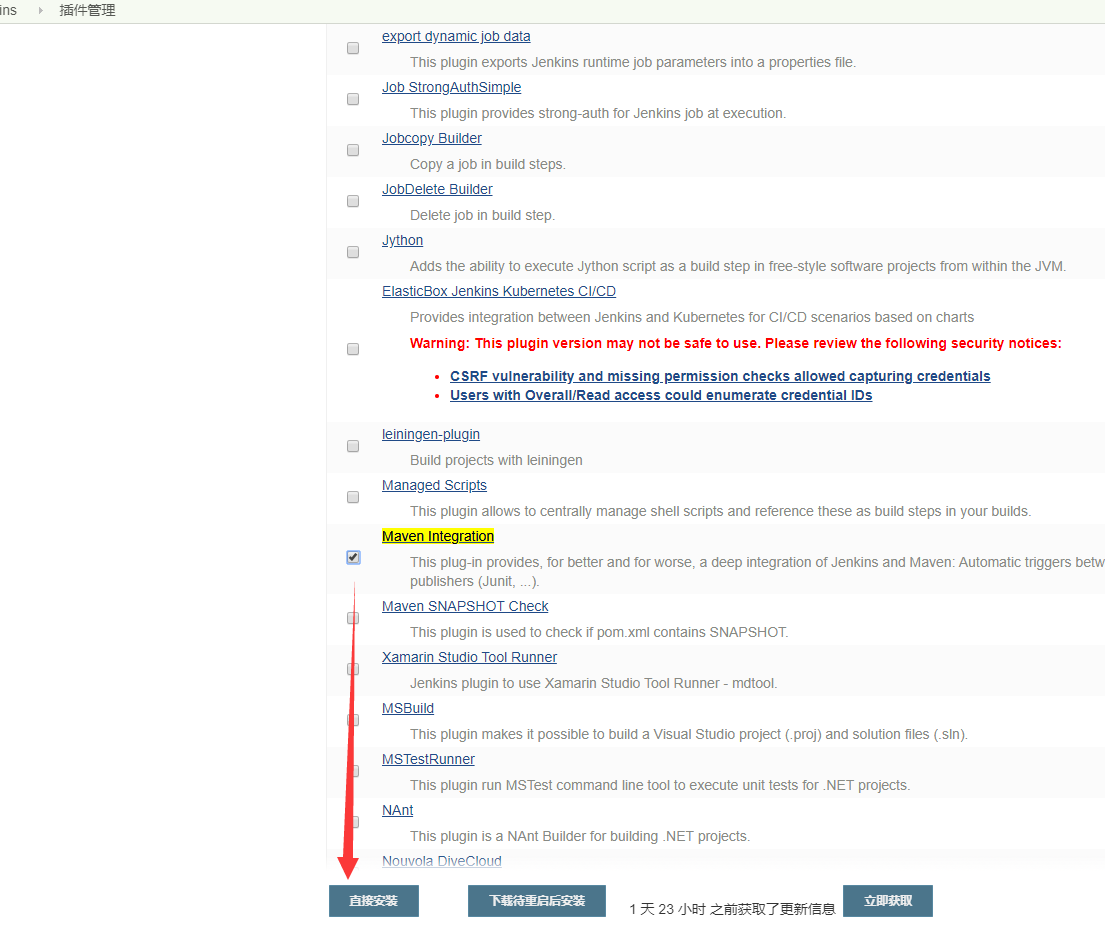 ins
插件管理
export dynamic job data
This plugin exports Jenkins runtime job parameters into a properties file.
Job StrongAuthSimple
This plugin provides strong-auth for Jenkins job at execution.
Jobcopy Builder
Copy a job in build steps.
JobDelete Builder
Delete job in build step.
Jython
Adds the ability to execute Jython script as a build step in free-style software projects from within the JVM.
ElasticBox Jenkins Kubernetes CI/CD
Provides integration between Jenkins and Kubernetes for CI/CD scenarios based on charts
Warning: This plugin version may not be safe to use. Please review the following security notices:
CSRF vulnerability and missing permission checks allowed capturing credentials
Users with Overall/Read access could enumerate credential IDs
leiningen-plugin
Build projects with leiningen
Managed Scripts
This plugin allows to centrally manage shell scripts and reference these as build steps in your builds.
Maven Integration
This plug-in provides, for better and for worse, a deep integration of Jenkins and Maven: Automatic triggers betw
publishers (Junit, ...).
Maven SNAPSHOT Check
This plugin is used to check if pom.xml contains SNAPSHOT.
Xamarin Studio Tool Runner
Jenkins plugin to use Xamarin Studio Tool Runner - mdtool.
MSBuild
This plugin makes it possible to build a Visual Studio project (.proj) and solution files (.sln).
MSTestRunner
This plugin run MSTest command line tool to execute unit tests for .NET projects.
NAnt
This plugin is a NAnt Builder for building .NET projects.
Nouvola DiveCloud
直接安装 下载待重启后安装 1 天 23 小时 之前获取了更新信息 立即获取